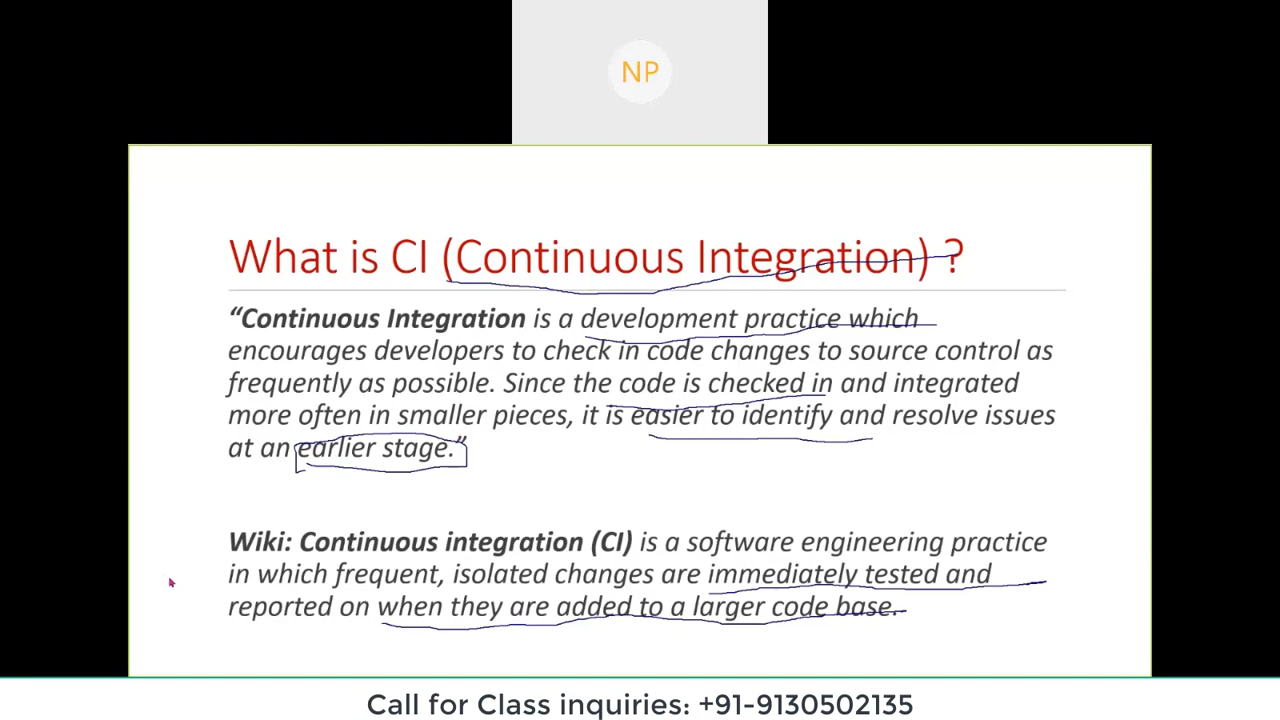 NP
What is CI (Continuous Integration) ?
“Continuous Integration is a development practice which
encourages developers to check in code changes to source control as
frequently as possible. Since the code is checked in and integrated
more often in smaller pieces, it is easier to identify and resolve issues
at an earlier stage.”
Wiki: Continuous integration (CI) is a software engineering practice
in which frequent, isolated changes are immediately tested and
reported on when they are added to a larger code base.
Call for Class inquiries: +91-9130502135